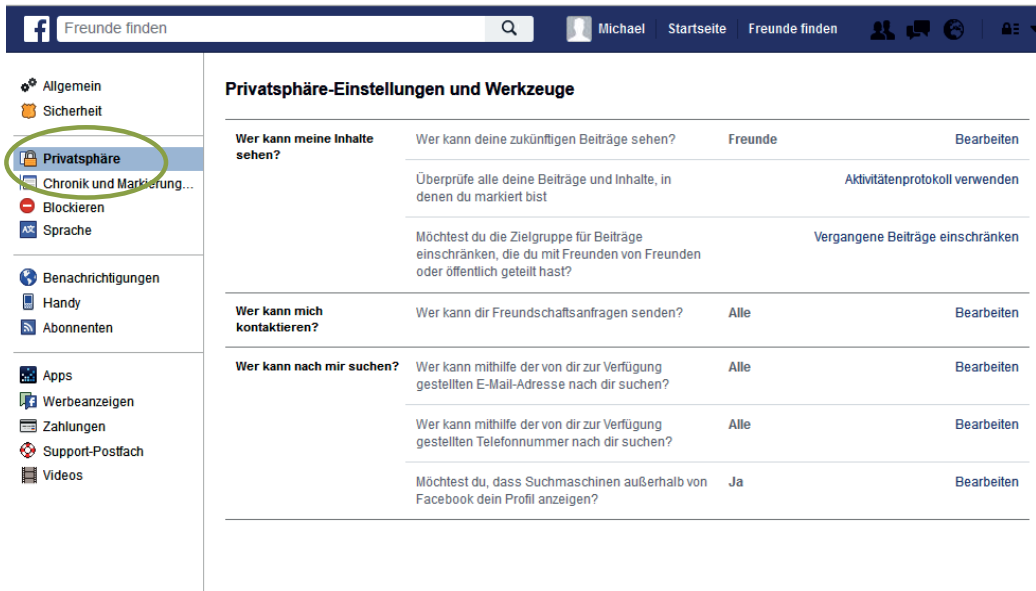 f Freunde finden Michael Startseite Freunde finden
Allgemein
Sicherheit
Privatsphäre
Chronik und Markierung...
Blockieren
Sprache
Benachrichtigungen
Handy
Abonnenten
Apps
Werbeanzeigen
Zahlungen
Support-Postfach
Videos
Privatsphäre-Einstellungen und Werkzeuge
Wer kann meine Inhalte
sehen?
Wer kann deine zukünftigen Beiträge sehen? Freunde Bearbeiten
Überprüfe alle deine Beiträge und Inhalte, in
denen du markiert bist
Aktivitätenprotokoll verwenden
Möchtest du die Zielgruppe für Beiträge
einschränken, die du mit Freunden von Freunden
oder öffentlich geteilt hast?
Vergangene Beiträge einschränken
Wer kann mich
kontaktieren?
Wer kann dir Freundschaftsanfragen senden? Alle Bearbeiten
Wer kann nach mir suchen?
Wer kann mithilfe der von dir zur Verfügung
gestellten E-Mail-Adresse nach dir suchen?
Alle Bearbeiten
Wer kann mithilfe der von dir zur Verfügung
gestellten Telefonnummer nach dir suchen?
Alle Bearbeiten
Möchtest du, dass Suchmaschinen außerhalb von
Facebook dein Profil anzeigen?
Ja Bearbeiten